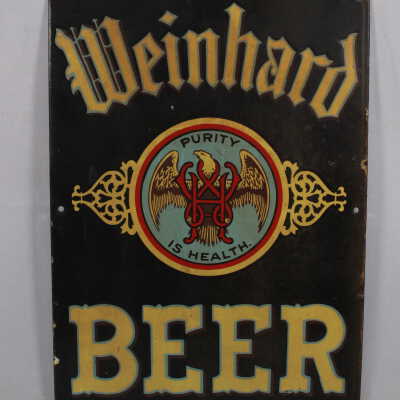 Weinhard
PURITY
IS HEALTH.
BEER